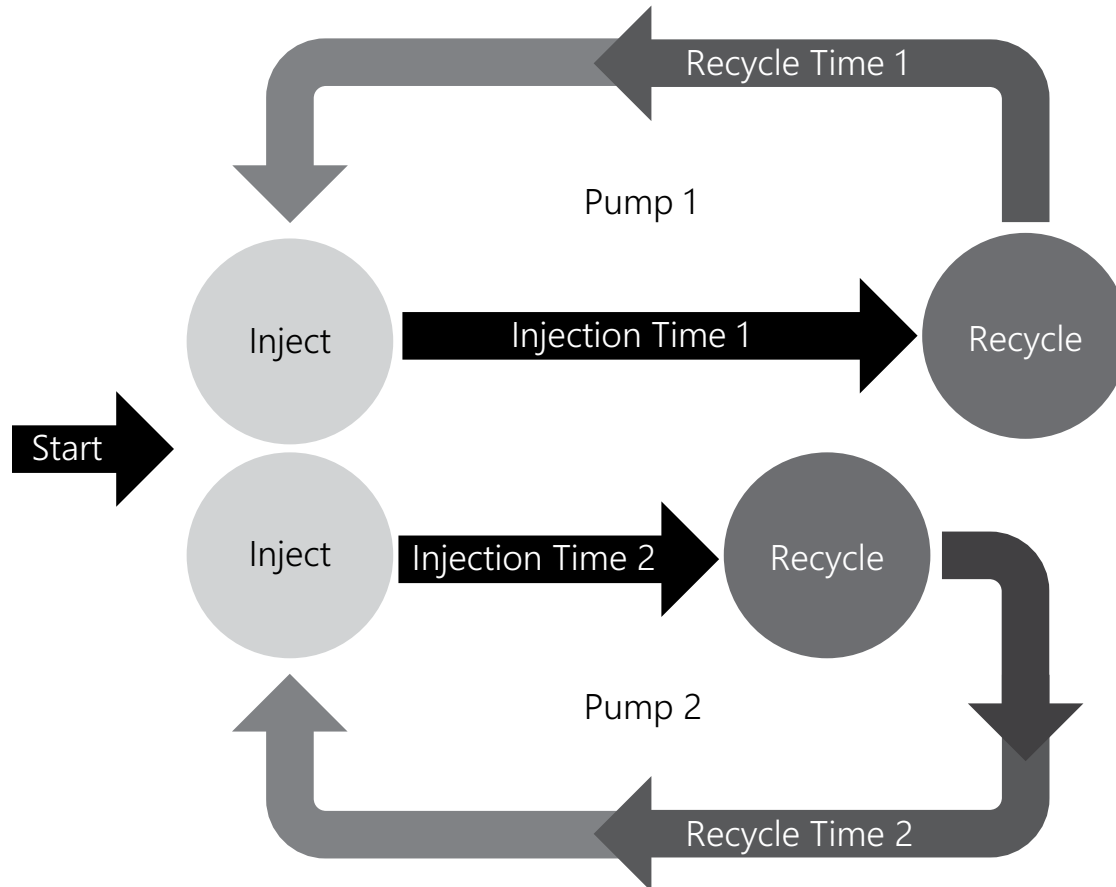 Recycle Time 1
Pump 1
Inject
Injection Time 1
Recycle
Start
Inject
Injection Time 2
Recycle
Pump 2
Recycle Time 2